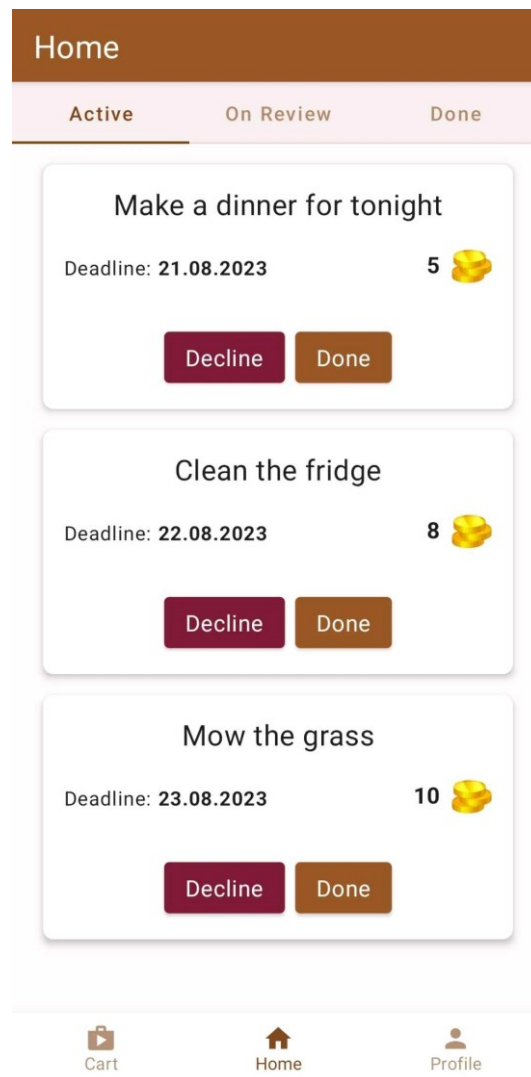 Home
Active On Review Done
Make a dinner for tonight
Deadline: 21.08.2023 5
Decline Done
Clean the fridge
Deadline: 22.08.2023 8
Decline Done
Mow the grass
Deadline: 23.08.2023 10
Decline Done
Cart Home Profile